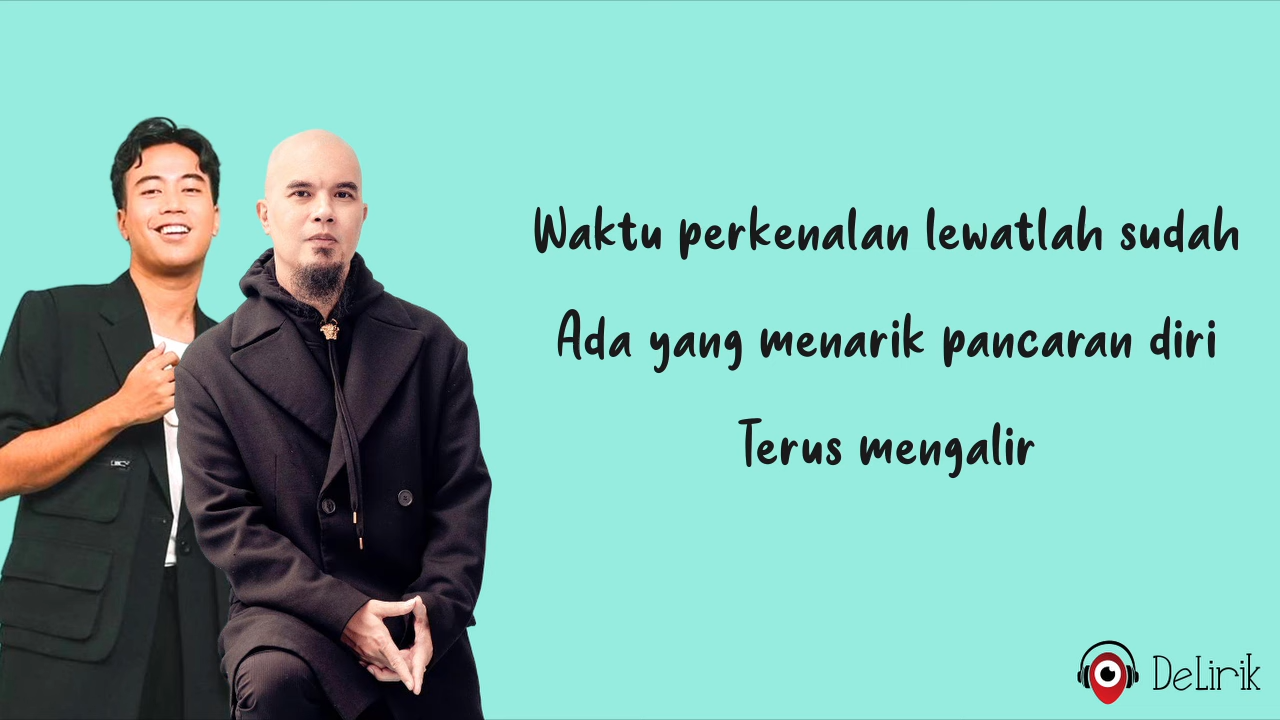 Waktu perkenalan lewatlah sudah
Ada yang menarik pancaran diri
Terus mengalir
DeLirik